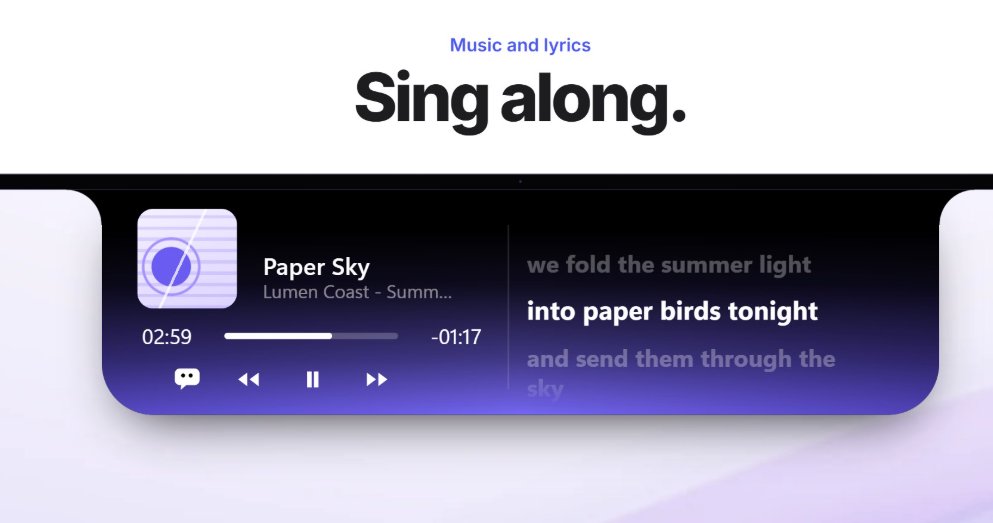 Music and lyrics
Sing along.
Paper Sky
Lumen Coast - Summ...
02:59
-01:17
we fold the summer light
into paper birds tonight
and send them through the
sky